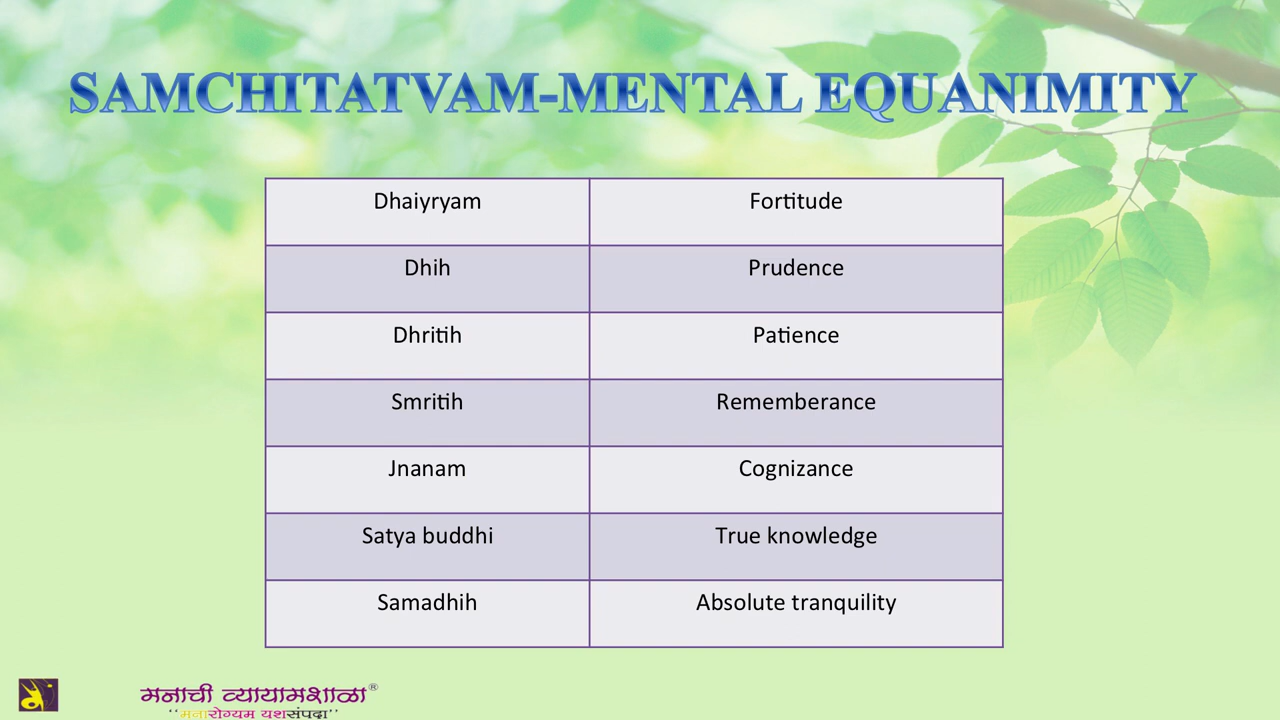 SAMCHITATVAM-MENTAL EQUANIMITY
Dhaiyryam Fortitude
Dhih Prudence
Dhritih Patience
Smritih Rememberance
Jnanam Cognizance
Satya buddhi True knowledge
Samadhih Absolute tranquility
मनाची व्यायामशाळा®
‘‘मनारोग्यम यशसंपदा’’